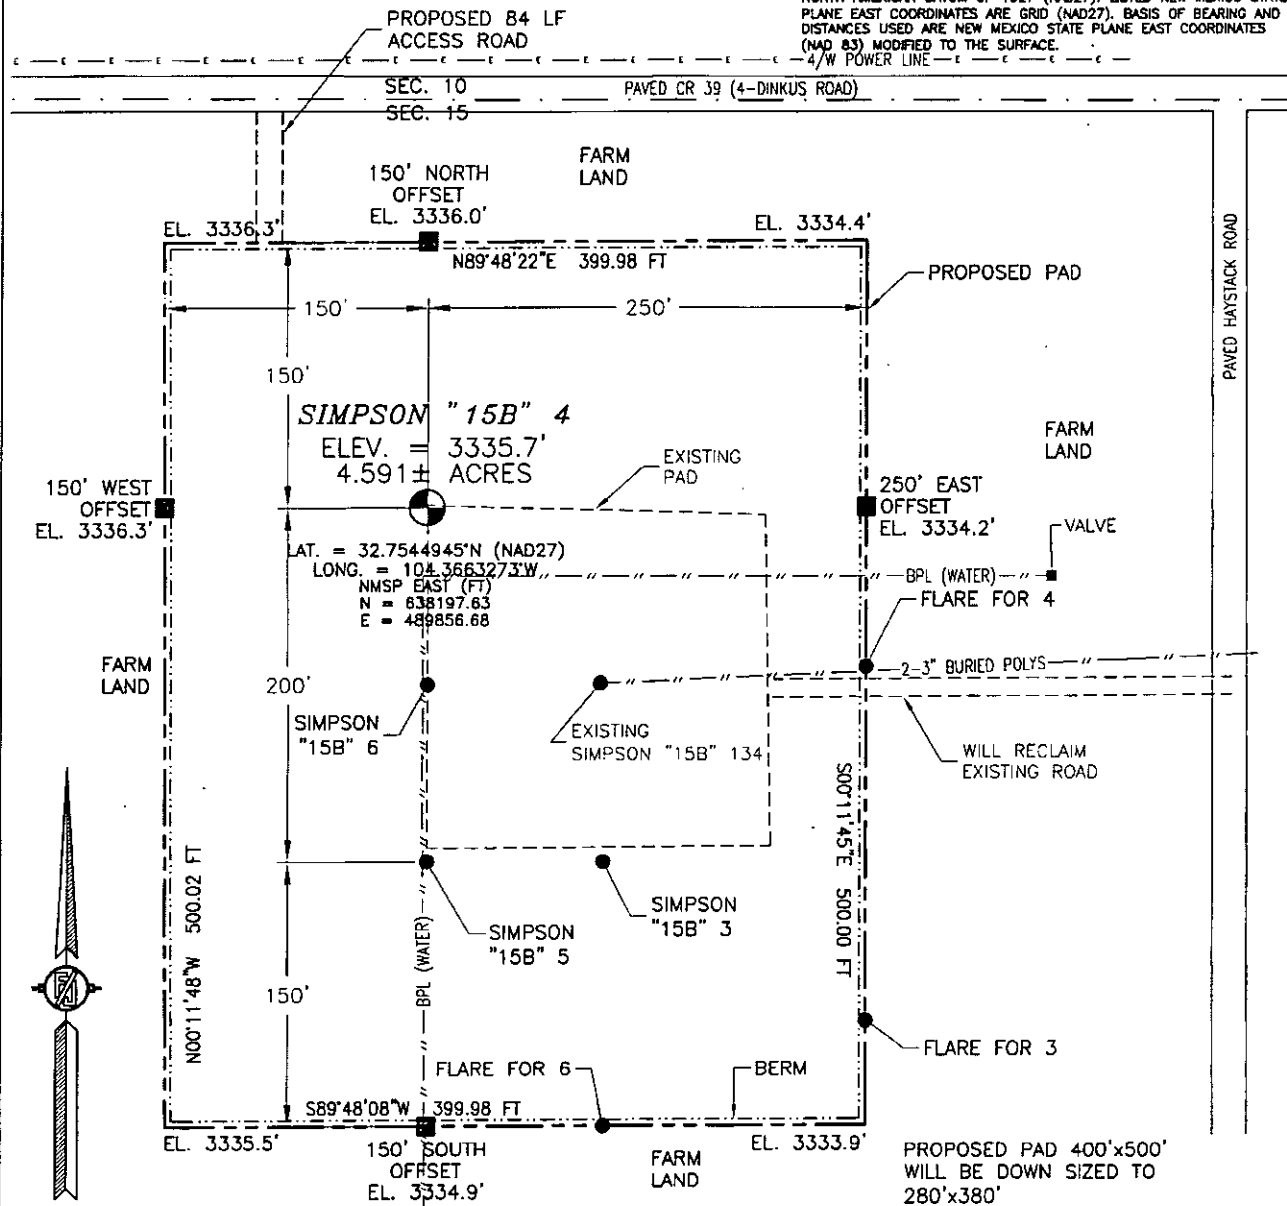 PLANE EAST COORDINATES ARE GRID (NAD27). BASIS OF BEARING AND
DISTANCES USED ARE NEW MEXICO STATE PLANE EAST COORDINATES
(NAD 83) MODIFIED TO THE SURFACE.
PROPOSED 84 LF
ACCESS ROAD
4/W POWER LINE
SEC. 10
PAVED CR 39 (4-DINKUS ROAD)
SEC. 15
FARM
LAND
150' NORTH
OFFSET
EL. 3336.0'
EL. 3336.3'
EL. 3334.4'
N89°48'22"E 399.98 FT
PROPOSED PAD
PAVED HAYSTACK ROAD
150'
250'
150'
SIMPSON "15B" 4
ELEV. = 3335.7'
4.591± ACRES
EXISTING
PAD
FARM
LAND
150' WEST
OFFSET
EL. 3336.3'
250' EAST
OFFSET
EL. 3334.2'
VALVE
LAT. = 32.7544945°N (NAD27)
LONG. = 104.3663273°W
NMSP EAST (FT)
N = 638197.63
E = 489856.68
BPL (WATER)
FLARE FOR 4
FARM
LAND
200'
2-3" BURIED POLYS
SIMPSON
"15B" 6
EXISTING
SIMPSON "15B" 134
WILL RECLAIM
EXISTING ROAD
S00°11'45"E 500.00 FT
N00°11'48"W 500.02 FT
SIMPSON
"15B" 3
SIMPSON
"15B" 5
BPL (WATER)
150'
FLARE FOR 3
FLARE FOR 6
BERM
S89°48'08"W 399.98 FT
EL. 3335.5'
150' SOUTH
OFFSET
EL. 3334.9'
FARM
LAND
EL. 3333.9'
PROPOSED PAD 400'x500'
WILL BE DOWN SIZED TO
280'x380'